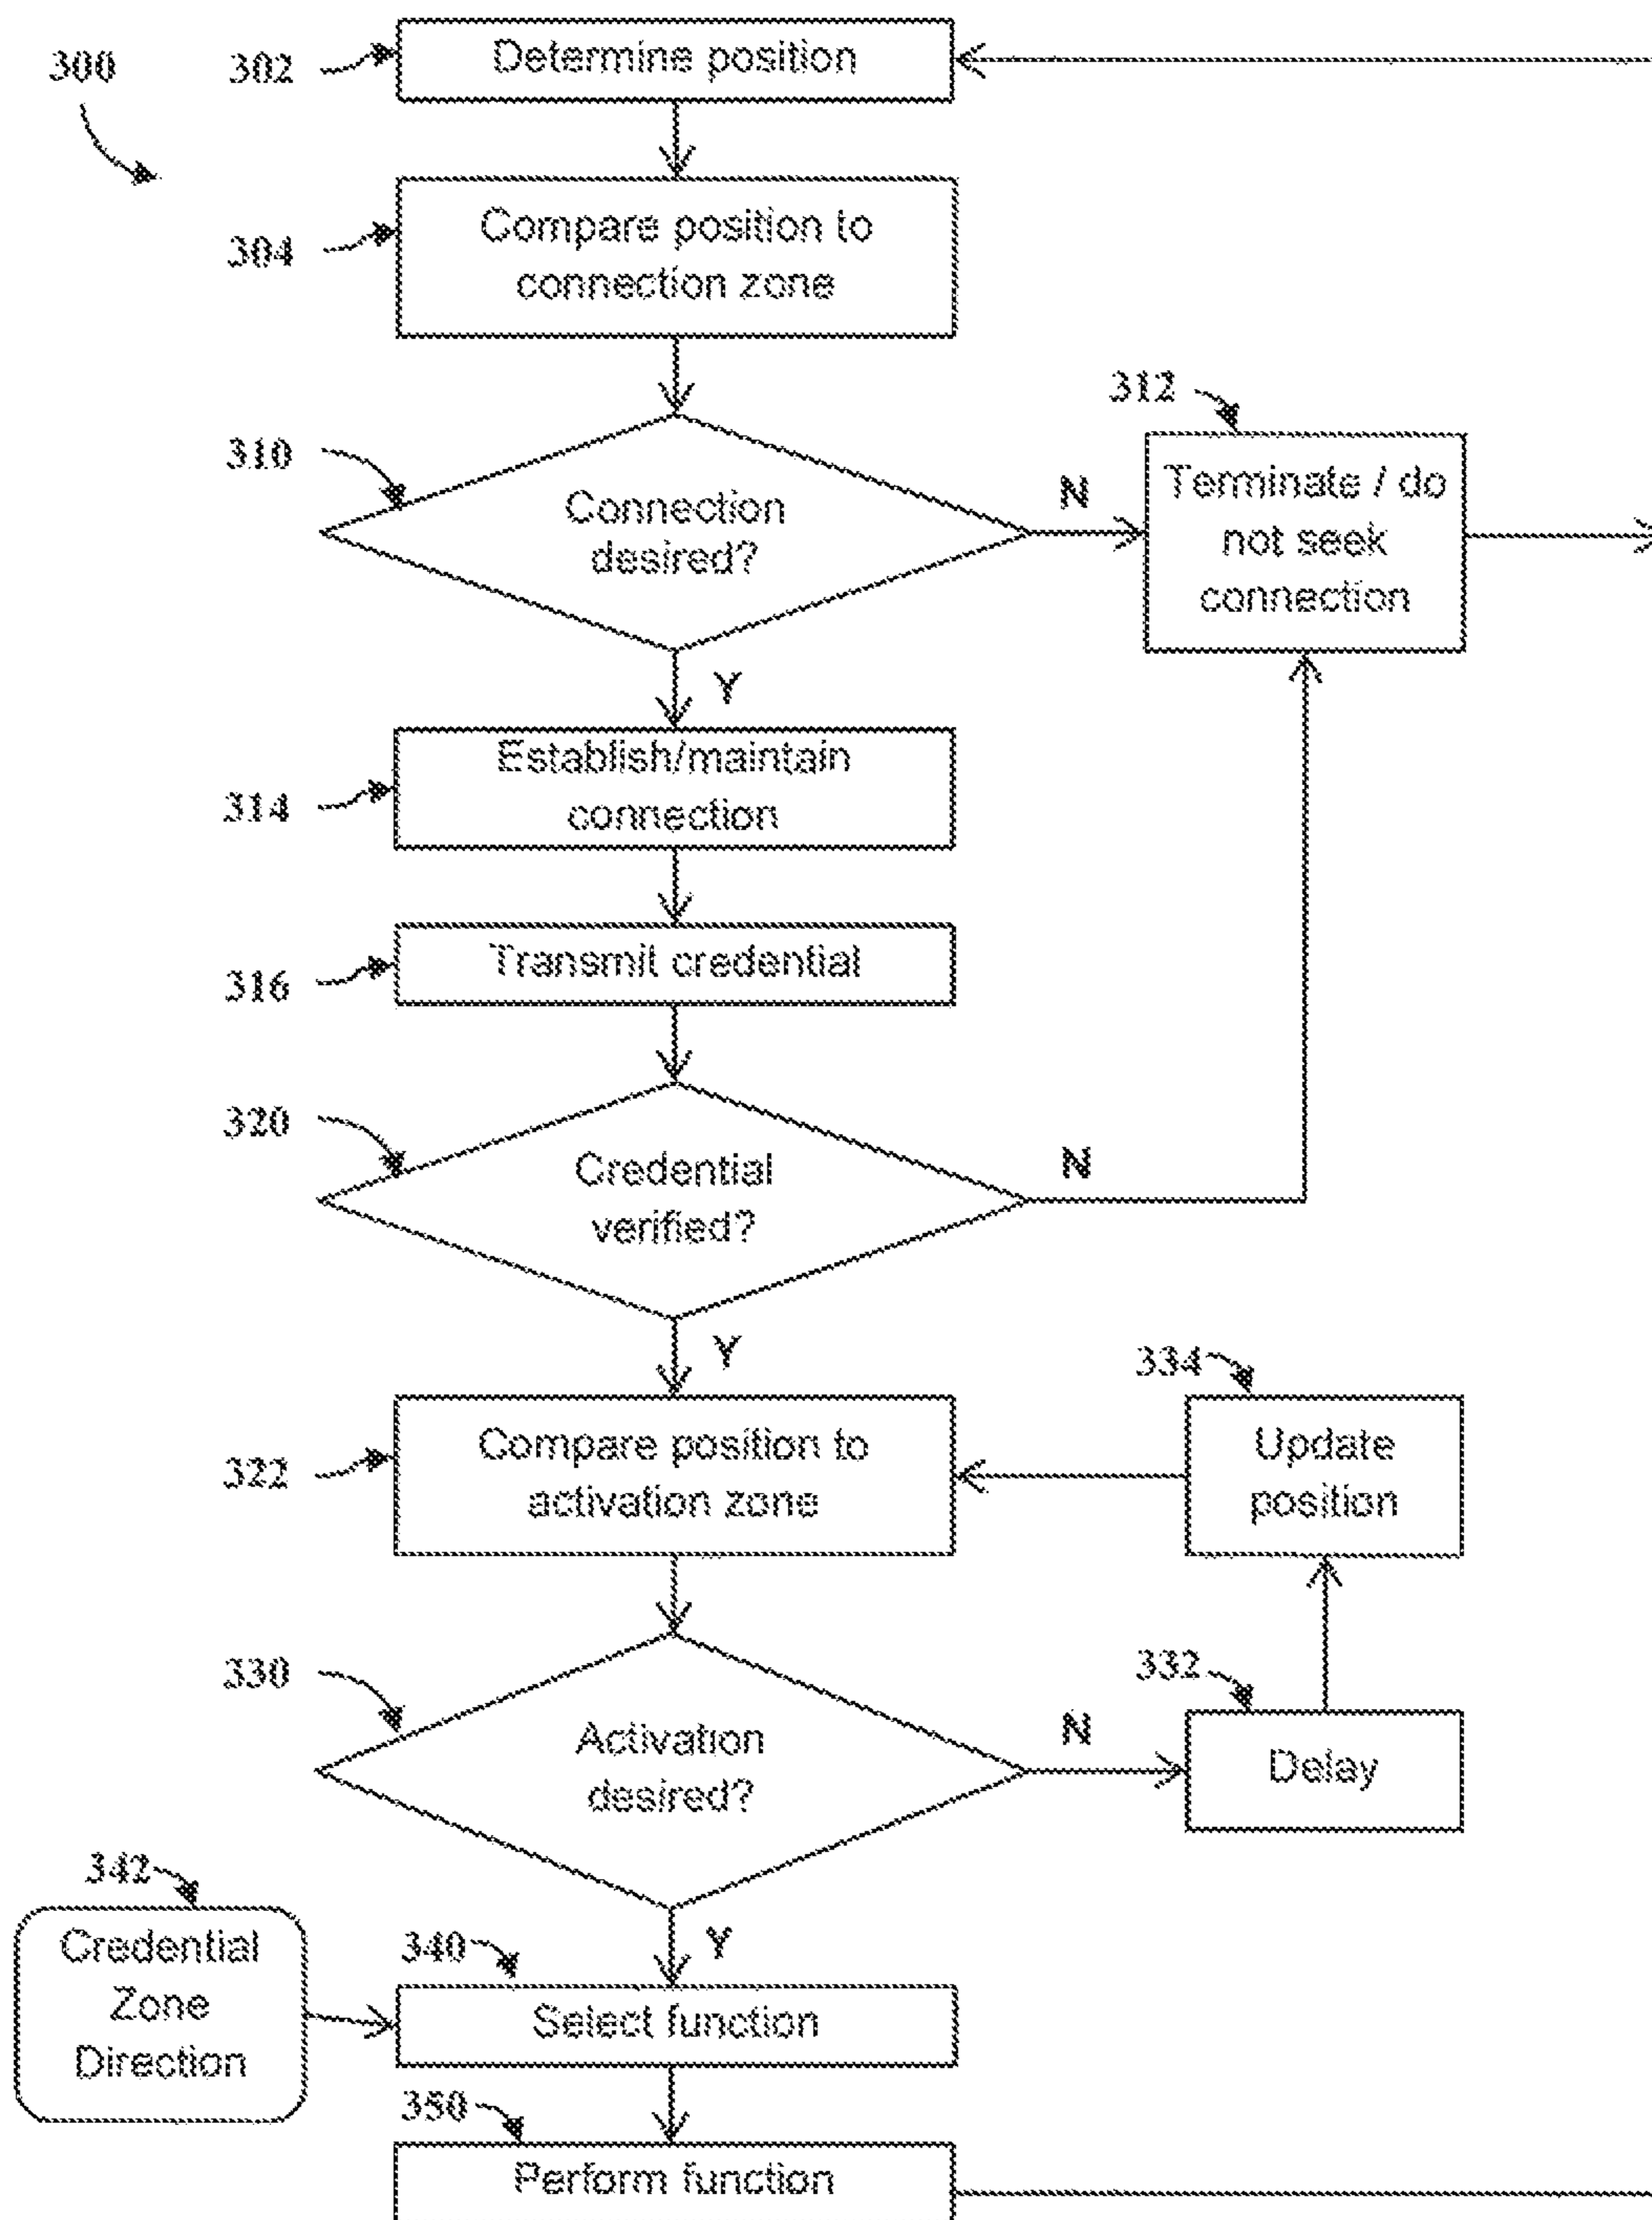 300
302
Determine position
304
Compare position to
connection zone
310
Connection
desired?
N
312
Terminate / do
not seek
connection
Y
314
Establish/maintain
connection
316
Transmit credential
320
Credential
verified?
N
Y
322
Compare position to
activation zone
334
Update
position
330
Activation
desired?
N
332
Delay
342
Credential
Zone
Direction
Y
340
Select function
350
Perform function